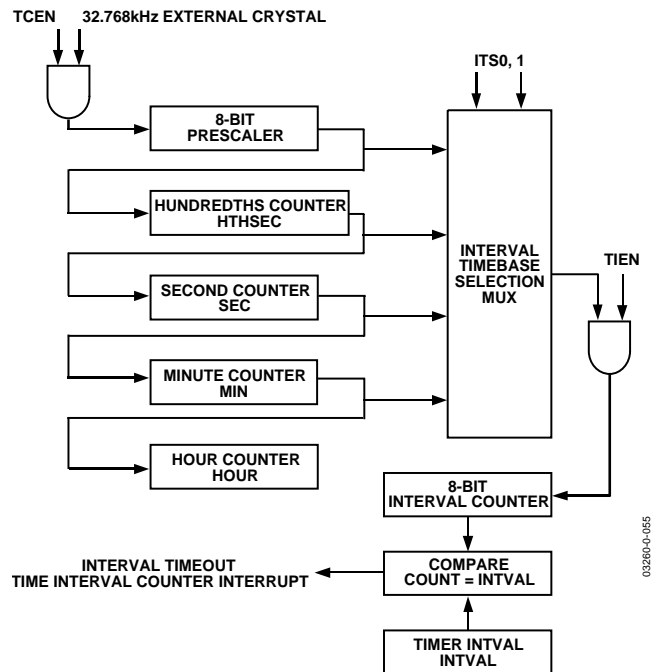 TCEN 32.768kHz EXTERNAL CRYSTAL
ITS0, 1
8-BIT
PRESCALER
HUNDREDTHS COUNTER
HTHSEC
INTERVAL
TIMEBASE
SELECTION
MUX
TIEN
SECOND COUNTER
SEC
MINUTE COUNTER
MIN
HOUR COUNTER
HOUR
8-BIT
INTERVAL COUNTER
INTERVAL TIMEOUT
TIME INTERVAL COUNTER INTERRUPT
COMPARE
COUNT = INTVAL
TIMER INTVAL
INTVAL
03260-0-055